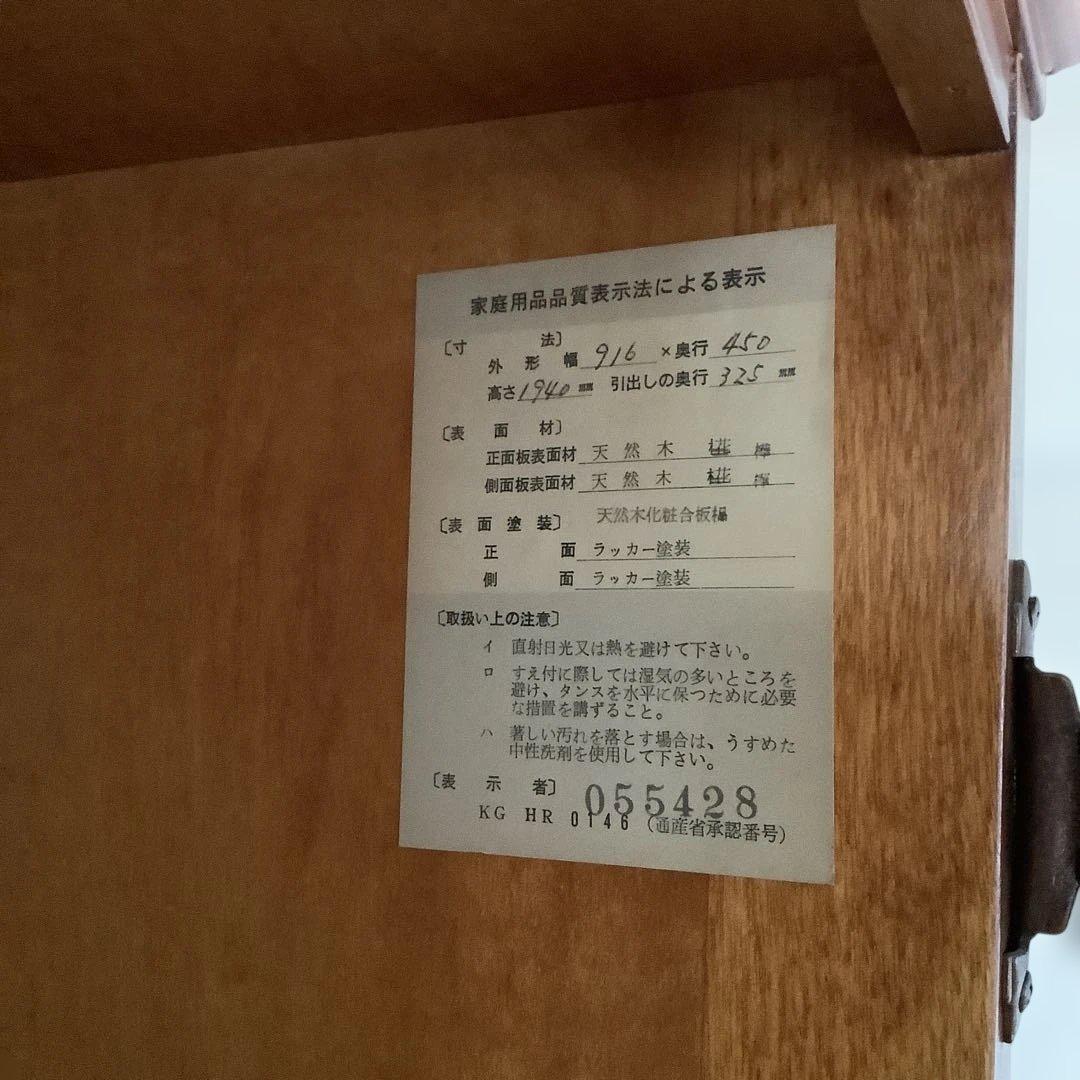 家庭用品品質表示法による表示
〔寸 法〕
外 形 幅 916 ×奥行 450
高さ 1940 ㎜ 引出しの奥行 325 ㎜
〔表 面 材〕
正面板表面材 天 然 木 樺
側面板表面材 天 然 木
天然木化粧合板
〔表 面 塗 装〕
正 面 ラッカー塗装
側 面 ラッカー塗装
〔取扱い上の注意〕
イ 直射日光又は熱を避けて下さい。
ロ すえ付に際しては湿気の多いところを
避け、タンスを水平に保つために必要
な措置を講ずること。
ハ 著しい汚れを落とす場合は、うすめた
中性洗剤を使用して下さい。
〔表 示 者〕 055428
KG HR 0146 (通産省承認番号)